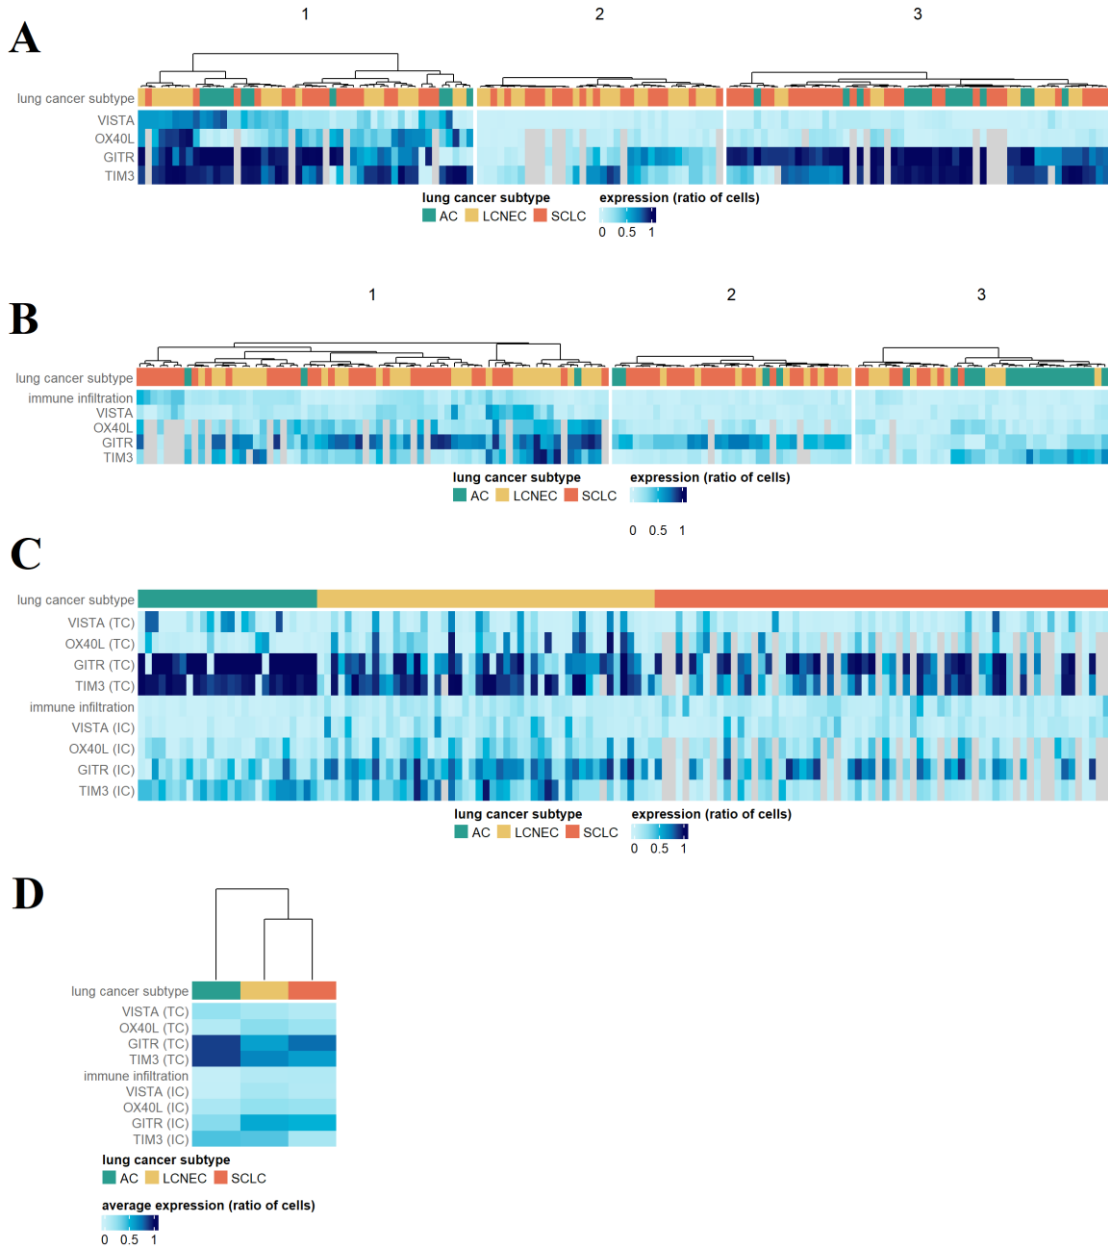 A
1 2 3
lung cancer subtype
VISTA
OX40L
GITR
TIM3
lung cancer subtype expression (ratio of cells)
AC LCNEC SCLC
0 0.5 1
B
1 2 3
lung cancer subtype
immune infiltration
VISTA
OX40L
GITR
TIM3
lung cancer subtype expression (ratio of cells)
AC LCNEC SCLC
0 0.5 1
C
lung cancer subtype
VISTA (TC)
OX40L (TC)
GITR (TC)
TIM3 (TC)
immune infiltration
VISTA (IC)
OX40L (IC)
GITR (IC)
TIM3 (IC)
lung cancer subtype expression (ratio of cells)
AC LCNEC SCLC
0 0.5 1
D
lung cancer subtype
VISTA (TC)
OX40L (TC)
GITR (TC)
TIM3 (TC)
immune infiltration
VISTA (IC)
OX40L (IC)
GITR (IC)
TIM3 (IC)
lung cancer subtype
AC LCNEC SCLC
average expression (ratio of cells)
0 0.5 1